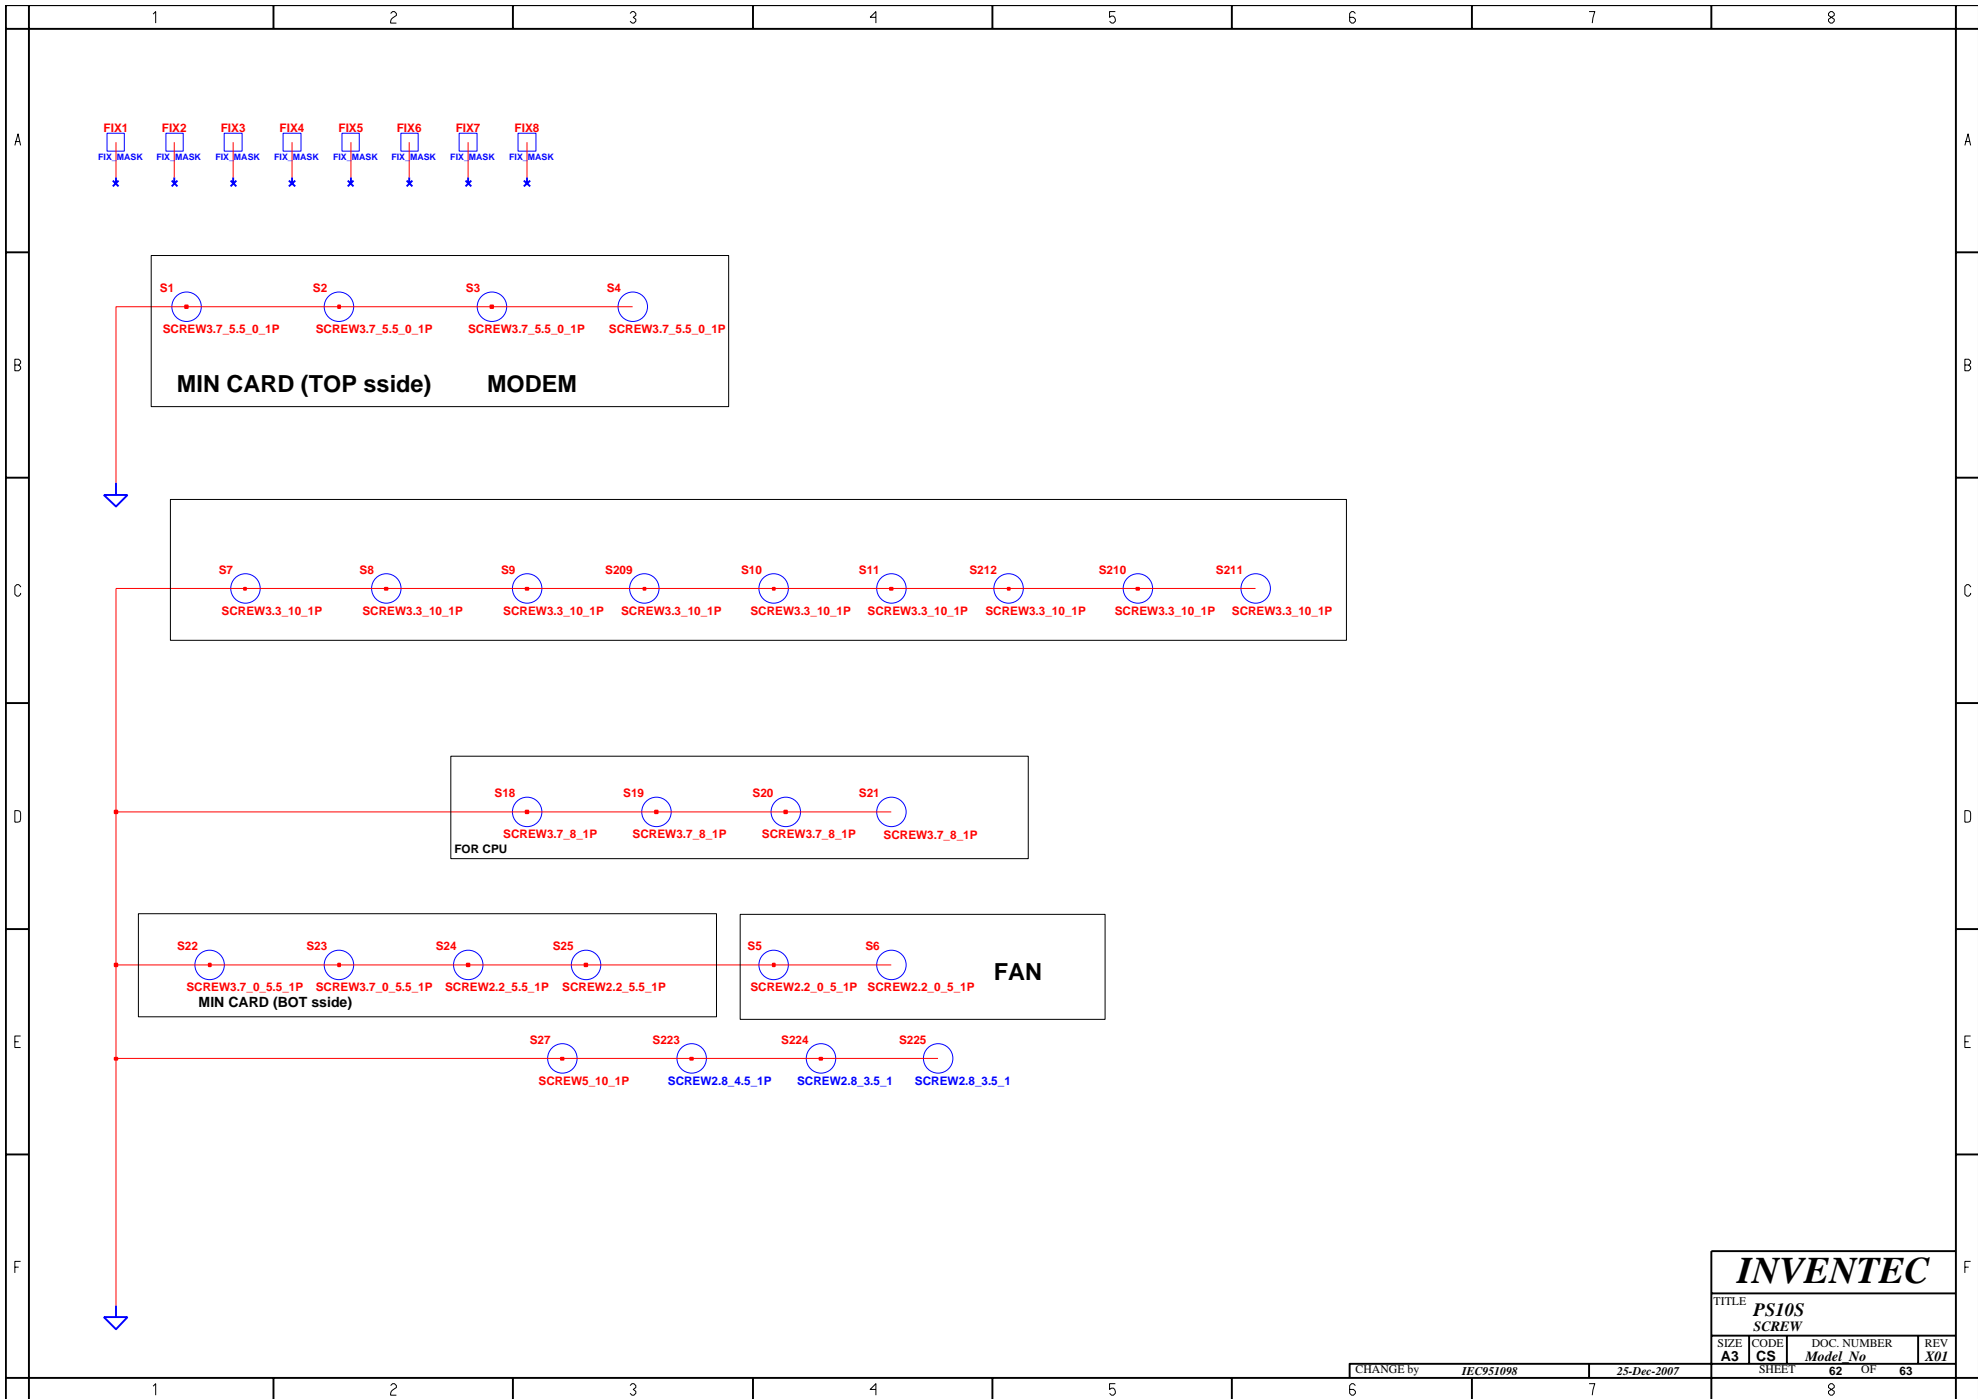 1 2 3 4 5 6 7 8
A A
FIX1 FIX2 FIX3 FIX4 FIX5 FIX6 FIX7 FIX8
FIX_MASK FIX_MASK FIX_MASK FIX_MASK FIX_MASK FIX_MASK FIX_MASK FIX_MASK
S1 S2 S3 S4
SCREW3.7_5.5_0_1P SCREW3.7_5.5_0_1P SCREW3.7_5.5_0_1P SCREW3.7_5.5_0_1P
B B
MIN CARD (TOP sside) MODEM
S7 S8 S9 S209 S10 S11 S212 S210 S211
C C
SCREW3.3_10_1P SCREW3.3_10_1P SCREW3.3_10_1P SCREW3.3_10_1P SCREW3.3_10_1P SCREW3.3_10_1P SCREW3.3_10_1P SCREW3.3_10_1P SCREW3.3_10_1P
S18 S19 S20 S21
D D
SCREW3.7_8_1P SCREW3.7_8_1P SCREW3.7_8_1P SCREW3.7_8_1P
FOR CPU
S22 S23 S24 S25 S5 S6
FAN
SCREW3.7_0_5.5_1P SCREW3.7_0_5.5_1P SCREW2.2_5.5_1P SCREW2.2_5.5_1P SCREW2.2_0_5_1P SCREW2.2_0_5_1P
MIN CARD (BOT sside)
E E
S27 S223 S224 S225
SCREW5_10_1P SCREW2.8_4.5_1P SCREW2.8_3.5_1 SCREW2.8_3.5_1
F F
INVENTEC
TITLE PS10S
SCREW
SIZE CODE DOC. NUMBER REV
A3 CS Model_No X01
CHANGE by IEC951098 25-Dec-2007 SHEET 62 OF 63
1 2 3 4 5 6 7 8